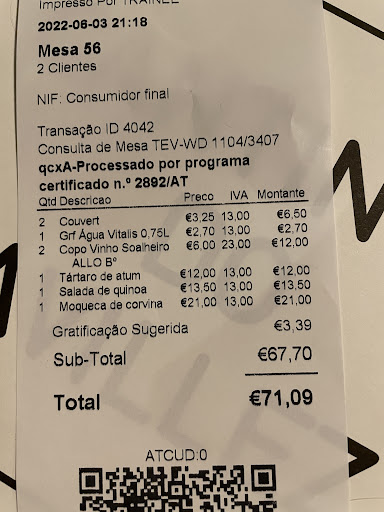 Impresso Por TRAINEE
2022-06-03 21:18
Mesa 56
2 Clientes
NIF: Consumidor final
Transação ID 4042
Consulta de Mesa TEV-WD 1104/3407
qcxA-Processado por programa
certificado n.º 2892/AT
Qtd Descricao Preco IVA Montante
2 Couvert €3,25 13,00 €6,50
1 Grf Água Vitalis 0,75L €2,70 13,00 €2,70
2 Copo Vinho Soalheiro €6,00 23,00 €12,00
ALLO Bº
1 Tártaro de atum €12,00 13,00 €12,00
1 Salada de quinoa €13,50 13,00 €13,50
1 Moqueca de corvina €21,00 13,00 €21,00
Gratificação Sugerida €3,39
Sub-Total €67,70
Total €71,09
ATCUD:0